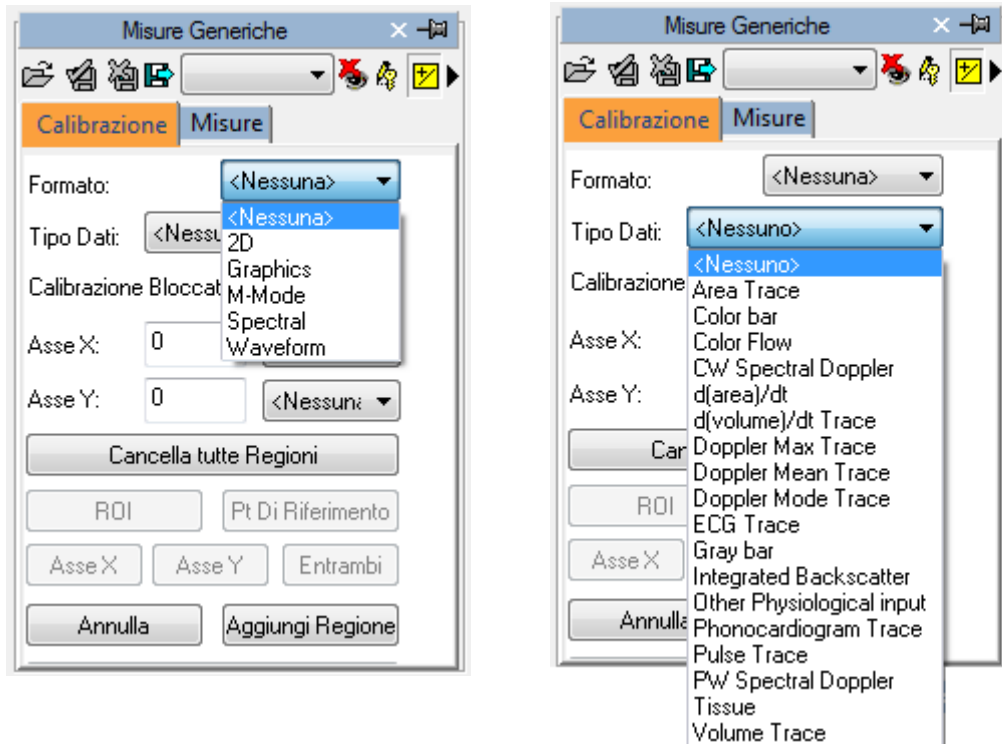 Misure Generiche
Calibrazione Misure
Formato: <Nessuna>
<Nessuna>
2D
Graphics
M-Mode
Spectral
Waveform
Tipo Dati:
Calibrazione
Asse X: 0
Asse Y: 0
Cancella tutte Regioni
ROI Pt Di Riferimento
Asse X Asse Y Entrambi
Annulla Aggiungi Regione
Misure Generiche
Calibrazione Misure
Formato: <Nessuna>
Tipo Dati: <Nessuno>
<Nessuno>
Area Trace
Color bar
Color Flow
CW Spectral Doppler
d(area)/dt
d(volume)/dt Trace
Doppler Max Trace
Doppler Mean Trace
Doppler Mode Trace
ECG Trace
Gray bar
Integrated Backscatter
Other Physiological input
Phonocardiogram Trace
Pulse Trace
PW Spectral Doppler
Tissue
Volume Trace
Calibrazione
Asse X:
Asse Y:
ROI
Asse X